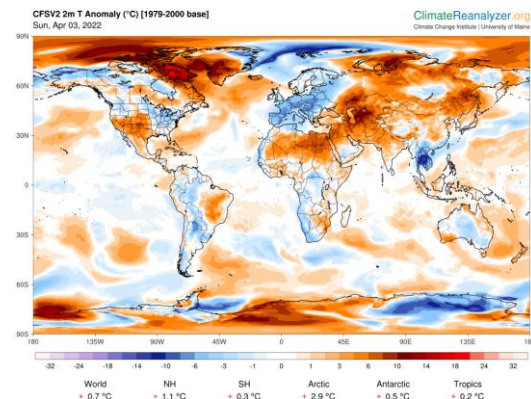 CFSV2 2m T Anomaly (°C) [1979-2000 base]
Sun, Apr 03, 2022
ClimateReanalyzer.org
Climate Change Institute | University of Maine
90N
60N
30N
0
30S
60S
90S
180 135W 90W 45W 0 45E 90E 135E 180
-32 -24 -18 -14 -10 -6 -3 -1 0 1 3 6 10 14 18 24 32
World NH SH Arctic Antarctic Tropics
+ 0.7 °C + 1.1 °C + 0.3 °C + 2.9 °C + 0.5 °C + 0.2 °C